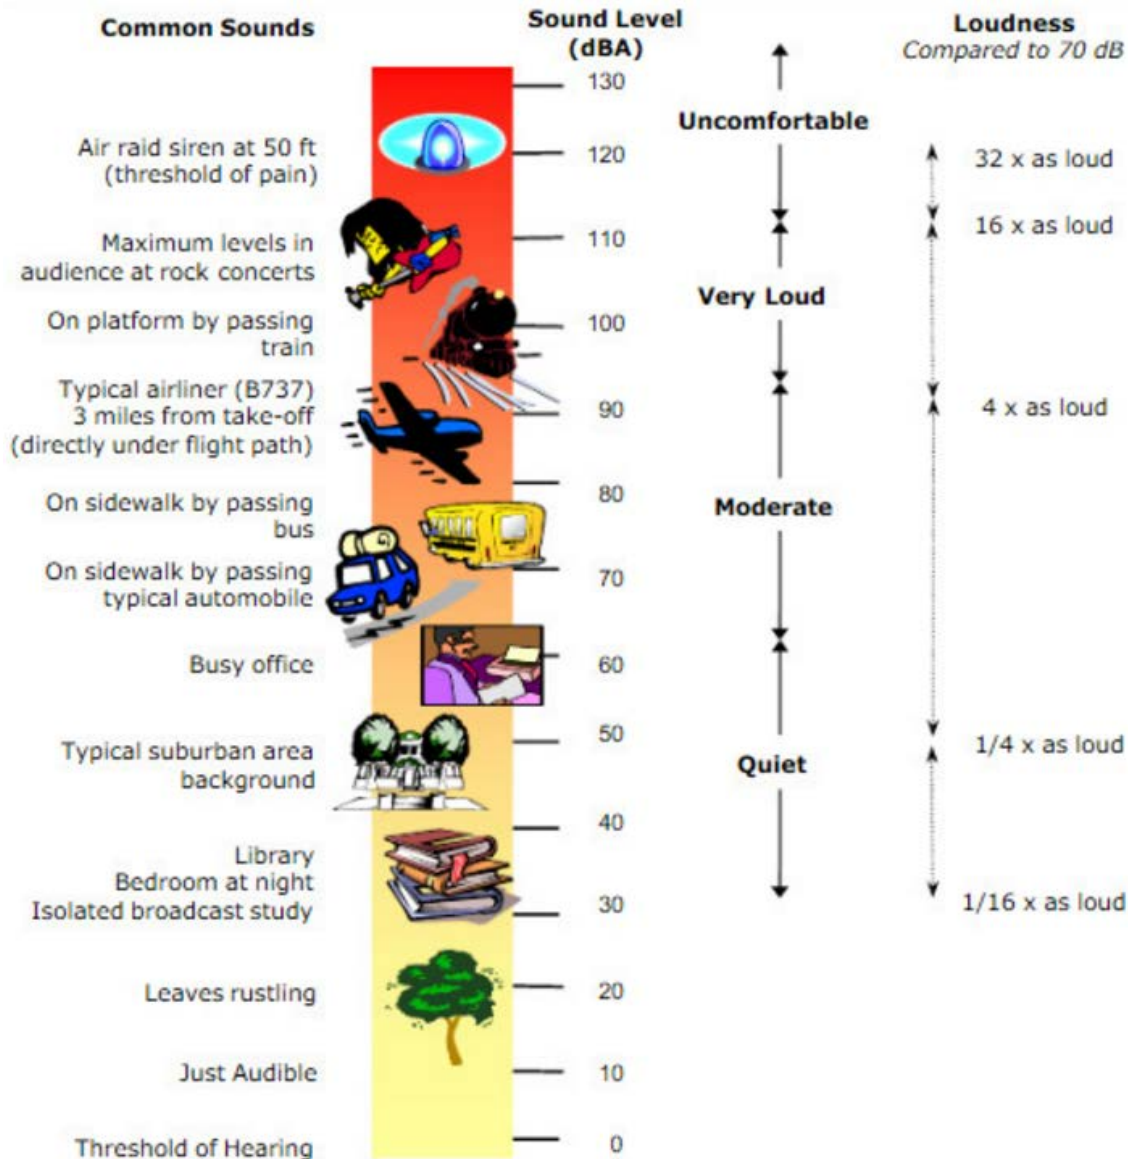 Common Sounds
Sound Level
(dBA)
Loudness
Compared to 70 dB
130
Uncomfortable
Air raid siren at 50 ft
(threshold of pain)
120
32 x as loud
Maximum levels in
audience at rock concerts
110
16 x as loud
Very Loud
On platform by passing
train
100
Typical airliner (B737)
3 miles from take-off
(directly under flight path)
90
4 x as loud
On sidewalk by passing
bus
80
Moderate
On sidewalk by passing
typical automobile
70
Busy office
60
Typical suburban area
background
50
1/4 x as loud
Quiet
40
Library
Bedroom at night
Isolated broadcast study
30
1/16 x as loud
Leaves rustling
20
Just Audible
10
Threshold of Hearing
0